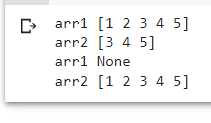 arr1 [1 2 3 4 5]
arr2 [3 4 5]
arr1 None
arr2 [1 2 3 4 5]